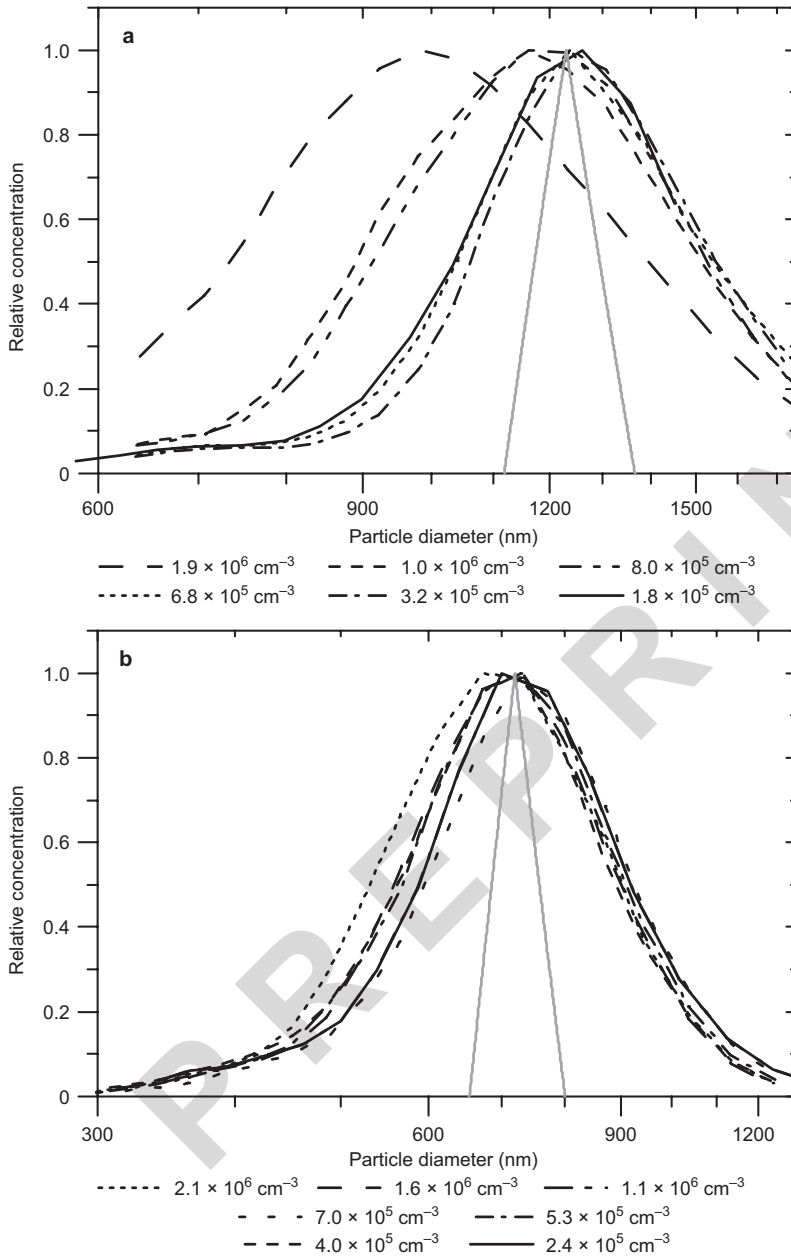 a
1.0
0.8
0.6
0.4
0.2
0
Relative concentration
600 900 1200 1500
Particle diameter (nm)
1.9 × 10⁶ cm⁻³ 1.0 × 10⁶ cm⁻³ 8.0 × 10⁵ cm⁻³
6.8 × 10⁵ cm⁻³ 3.2 × 10⁵ cm⁻³ 1.8 × 10⁵ cm⁻³
b
1.0
0.8
0.6
0.4
0.2
0
Relative concentration
300 600 900 1200
Particle diameter (nm)
2.1 × 10⁶ cm⁻³ 1.6 × 10⁶ cm⁻³ 1.1 × 10⁶ cm⁻³
7.0 × 10⁵ cm⁻³ 5.3 × 10⁵ cm⁻³
4.0 × 10⁵ cm⁻³ 2.4 × 10⁵ cm⁻³
PREPRIN